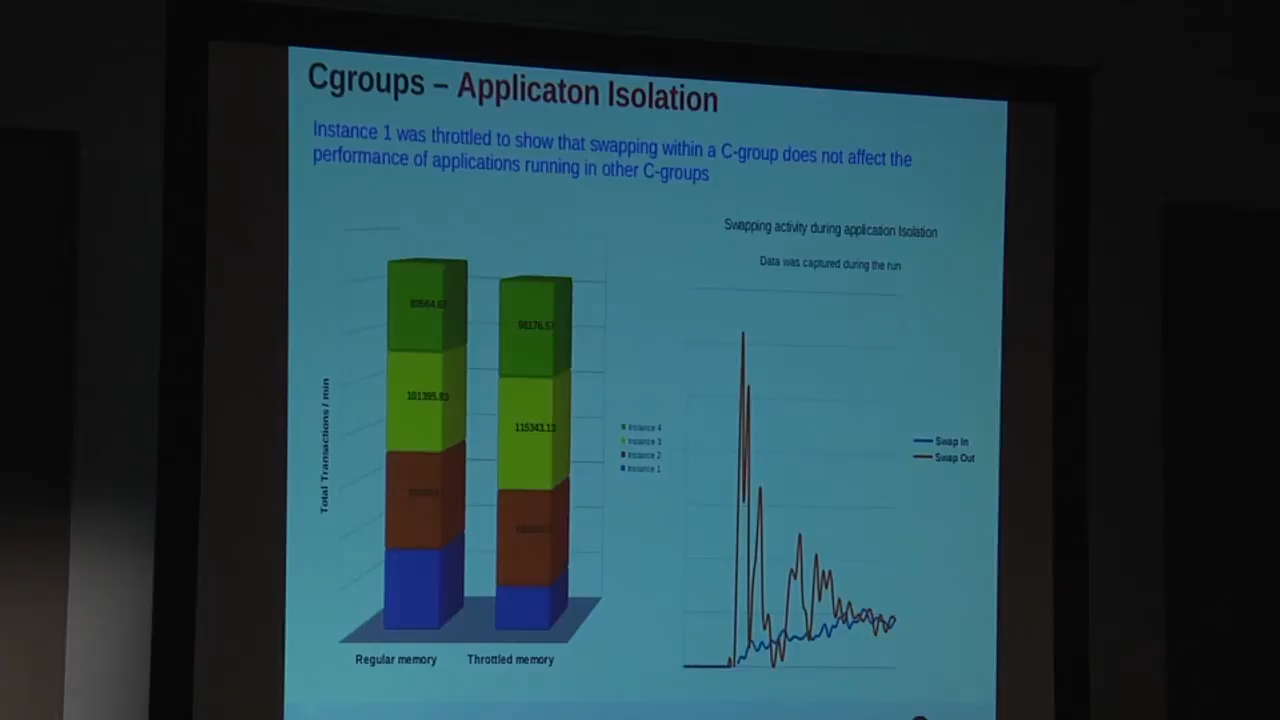 Cgroups – Applicaton Isolation
Instance 1 was throttled to show that swapping within a C-group does not affect the
performance of applications running in other C-groups
Swapping activity during application Isolation
Data was captured during the run
98376.57
101395.93
115343.13
Total Transactions / min
Instance 4
Instance 3
Instance 2
Instance 1
Swap In
Swap Out
Regular memory
Throttled memory